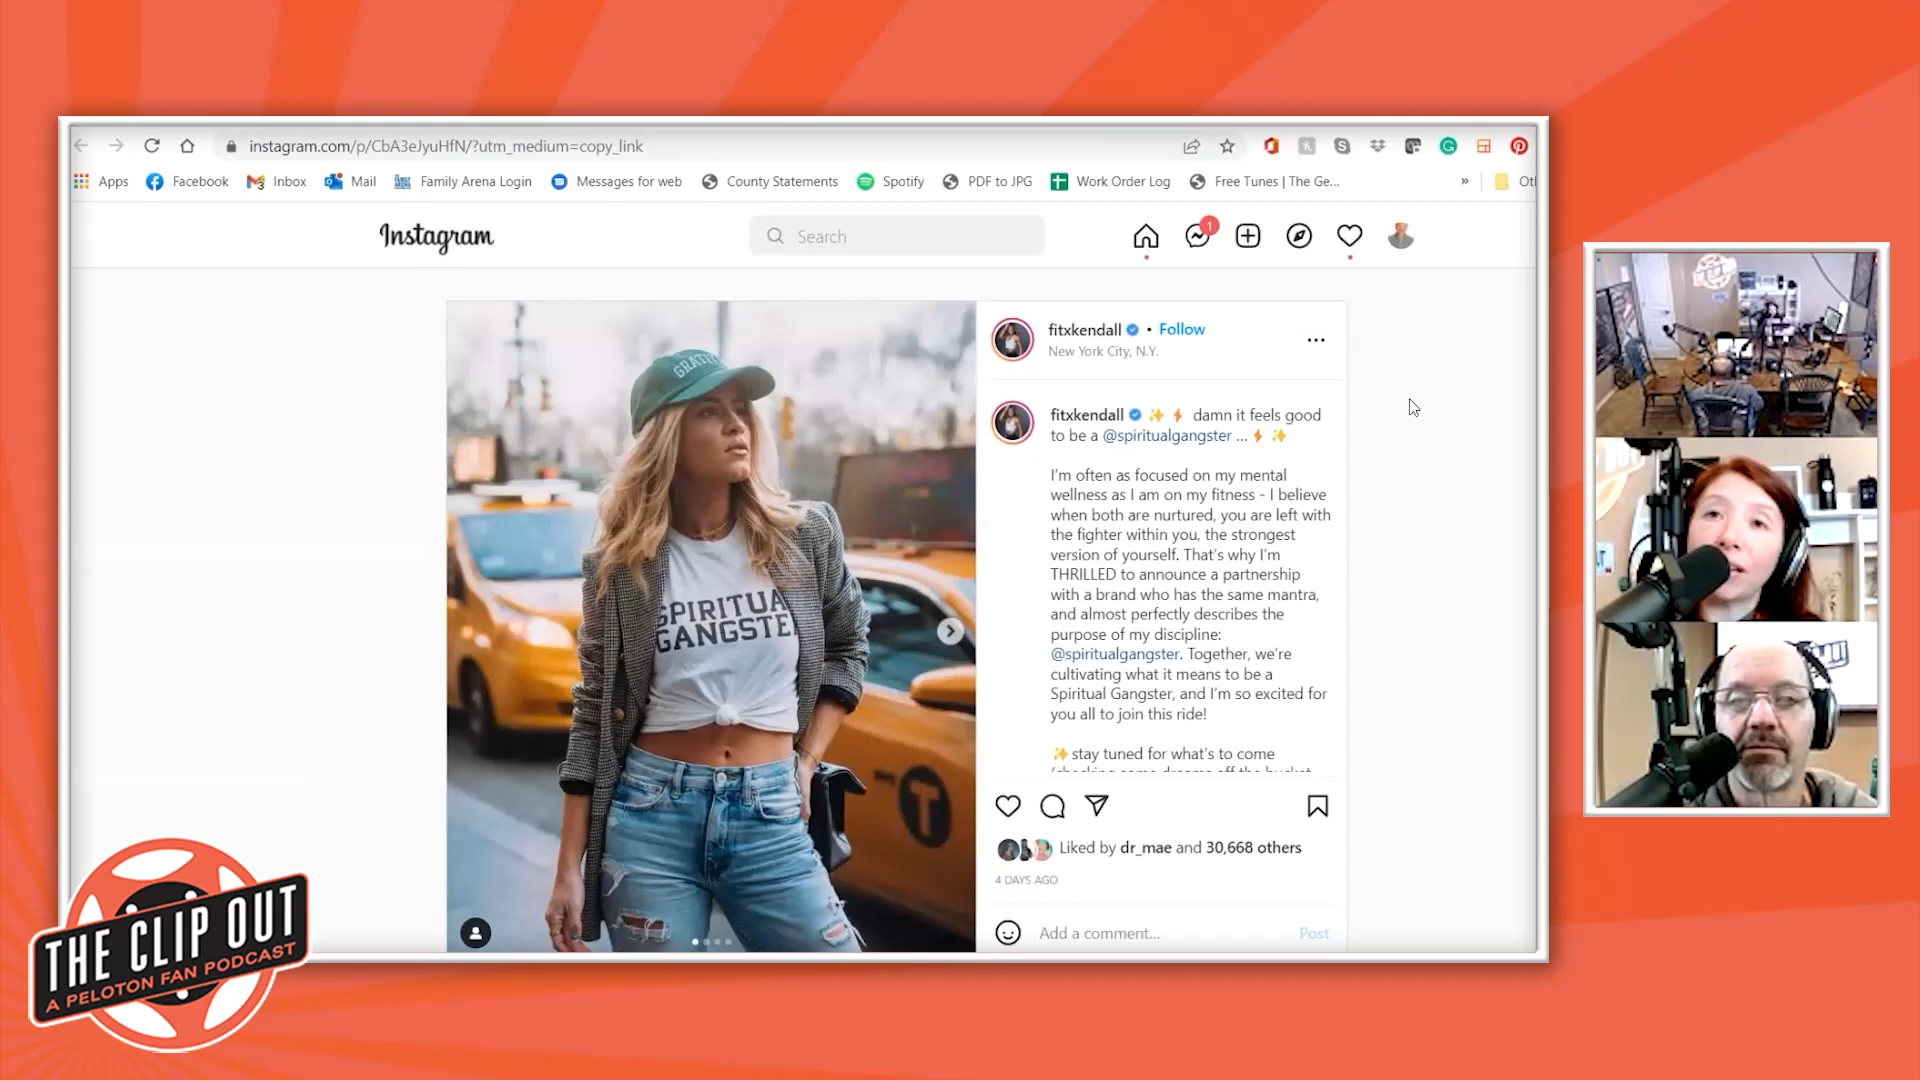 instagram.com/p/CbA3eJyuHfN/?utm_medium=copy_link
Apps Facebook Inbox Mail Family Arena Login Messages for web County Statements Spotify PDF to JPG Work Order Log Free Tunes | The Ge... » Otl
Instagram
Search
1
fitxkendall • Follow
New York City, N.Y.
fitxkendall ✨ ⚡ damn it feels good
to be a @spiritualgangster ... ⚡ ✨
I'm often as focused on my mental
wellness as I am on my fitness - I believe
when both are nurtured, you are left with
the fighter within you, the strongest
version of yourself. That's why I'm
THRILLED to announce a partnership
with a brand who has the same mantra,
and almost perfectly describes the
purpose of my discipline:
@spiritualgangster. Together, we're
cultivating what it means to be a
Spiritual Gangster, and I'm so excited for
you all to join this ride!
✨ stay tuned for what's to come
Liked by dr_mae and 30,668 others
4 DAYS AGO
Add a comment... Post
SPIRITUA
GANGSTE
T
THE CLIP OUT
A PELOTON FAN PODCAST